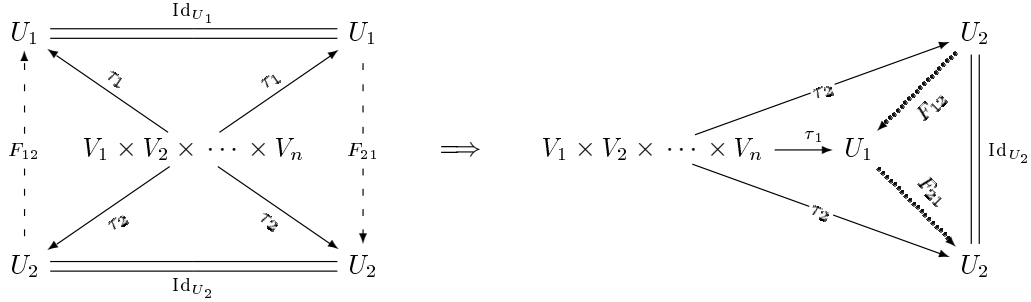 Id_{U_1}
U_1 U_1 U_2
τ_1 τ_1 τ_2 F_{12}
F_{12} V_1 × V_2 × ⋯ × V_n F_{21} ⟹ V_1 × V_2 × ⋯ × V_n τ_1 U_1 Id_{U_2}
τ_2 τ_2 τ_2 F_{21}
U_2 U_2 U_2
Id_{U_2}